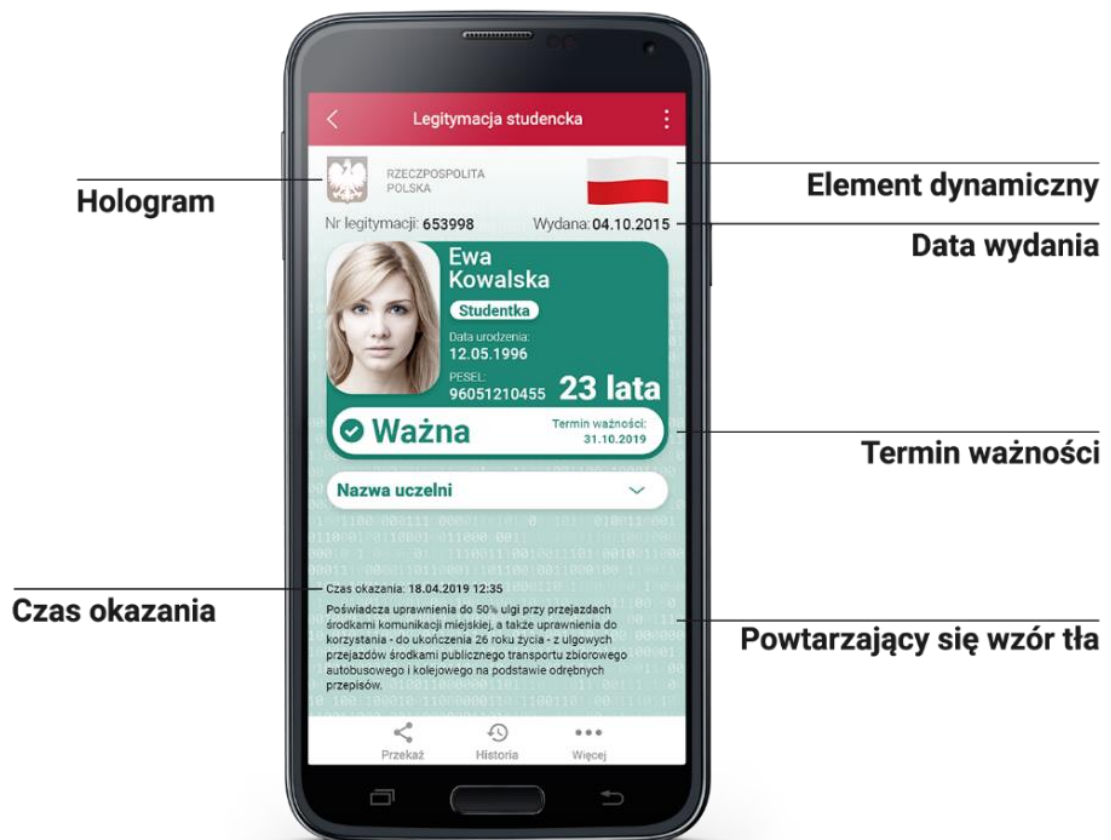 Legitymacja studencka
RZECZPOSPOLITA
POLSKA
Hologram
Element dynamiczny
Nr legitymacji: 653998 Wydana: 04.10.2015
Data wydania
Ewa
Kowalska
Studentka
Data urodzenia:
12.05.1996
PESEL:
96051210455 23 lata
Ważna
Termin ważności:
31.10.2019
Termin ważności
Nazwa uczelni
Czas okazania: 18.04.2019 12:35
Czas okazania
Poświadcza uprawnienia do 50% ulgi przy przejazdach
środkami komunikacji miejskiej, a także uprawnienia do
korzystania - do ukończenia 26 roku życia - z ulgowych
przejazdów środkami publicznego transportu zbiorowego
autobusowego i kolejowego na podstawie odrębnych
przepisów.
Powtarzający się wzór tła
Przekaż Historia Więcej